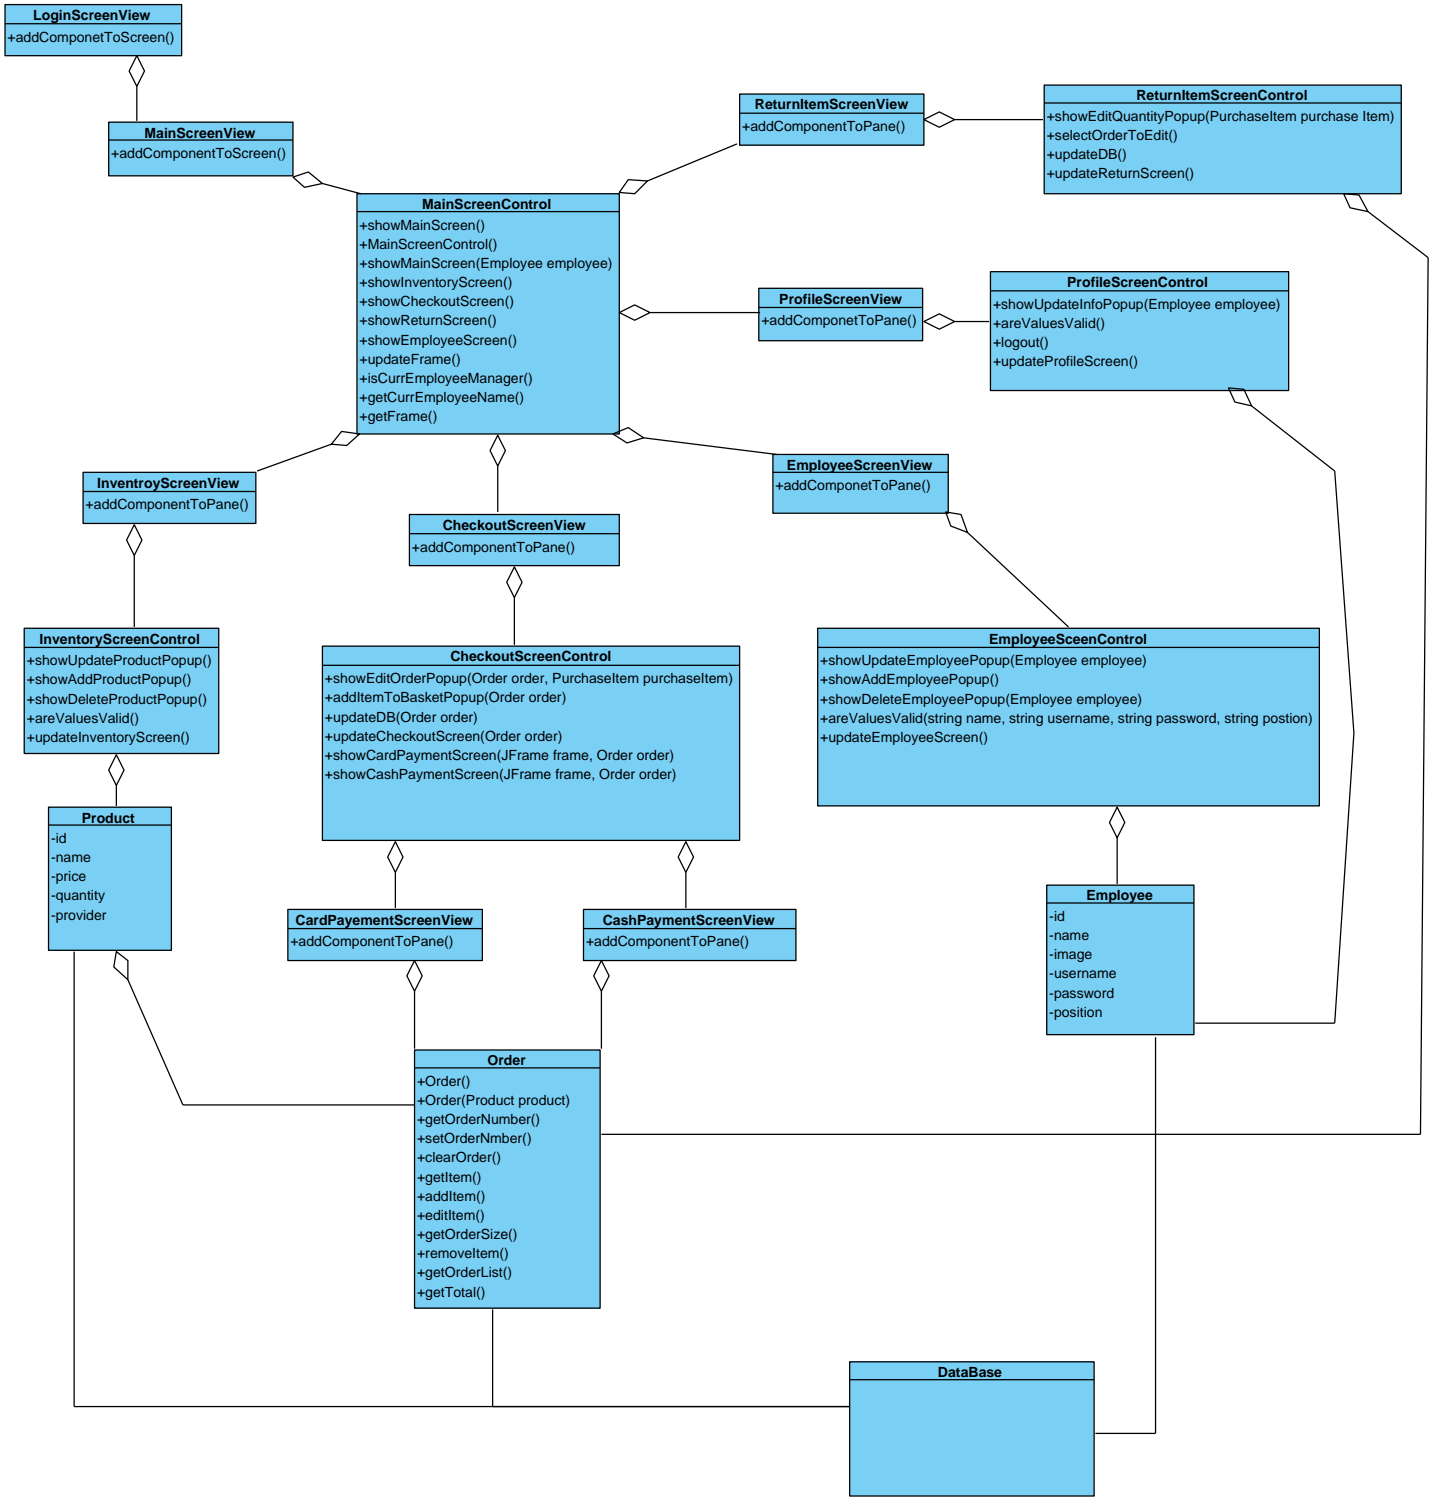 LoginScreenView
+addComponetToScreen()
MainScreenView
+addComponentToScreen()
ReturnItemScreenView
+addComponentToPane()
ReturnItemScreenControl
+showEditQuantityPopup(PurchaseItem purchase Item)
+selectOrderToEdit()
+updateDB()
+updateReturnScreen()
MainScreenControl
+showMainScreen()
+MainScreenControl()
+showMainScreen(Employee employee)
+showInventoryScreen()
+showCheckoutScreen()
+showReturnScreen()
+showEmployeeScreen()
+updateFrame()
+isCurrEmployeeManager()
+getCurrEmployeeName()
+getFrame()
ProfileScreenView
+addComponetToPane()
ProfileScreenControl
+showUpdateInfoPopup(Employee employee)
+areValuesValid()
+logout()
+updateProfileScreen()
InventroyScreenView
+addComponentToPane()
CheckoutScreenView
+addComponentToPane()
EmployeeScreenView
+addComponetToPane()
InventoryScreenControl
+showUpdateProductPopup()
+showAddProductPopup()
+showDeleteProductPopup()
+areValuesValid()
+updateInventoryScreen()
CheckoutScreenControl
+showEditOrderPopup(Order order, PurchaseItem purchaseItem)
+addItemToBasketPopup(Order order)
+updateDB(Order order)
+updateCheckoutScreen(Order order)
+showCardPaymentScreen(JFrame frame, Order order)
+showCashPaymentScreen(JFrame frame, Order order)
EmployeeSceenControl
+showUpdateEmployeePopup(Employee employee)
+showAddEmployeePopup()
+showDeleteEmployeePopup(Employee employee)
+areValuesValid(string name, string username, string password, string postion)
+updateEmployeeScreen()
Product
-id
-name
-price
-quantity
-provider
CardPayementScreenView
+addComponentToPane()
CashPaymentScreenView
+addComponentToPane()
Employee
-id
-name
-image
-username
-password
-position
Order
+Order()
+Order(Product product)
+getOrderNumber()
+setOrderNmber()
+clearOrder()
+getItem()
+addItem()
+editItem()
+getOrderSize()
+removeItem()
+getOrderList()
+getTotal()
DataBase